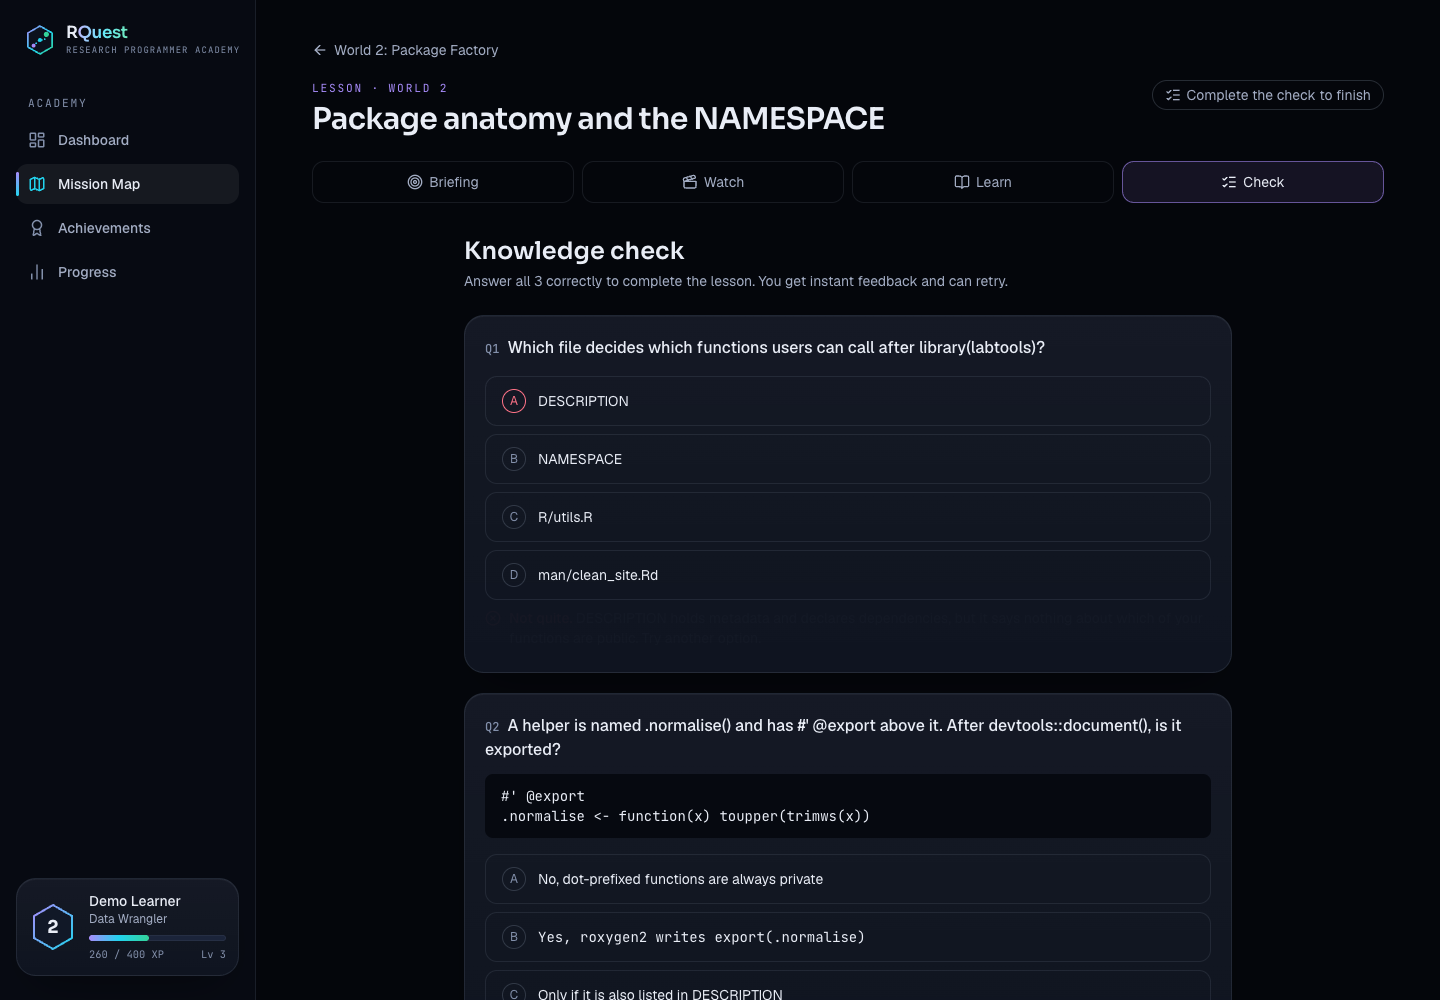 RQuest
RESEARCH PROGRAMMER ACADEMY
ACADEMY
Dashboard
Mission Map
Achievements
Progress
2
Demo Learner
Data Wrangler
260 / 400 XP
Lv 3
World 2: Package Factory
LESSON · WORLD 2
Package anatomy and the NAMESPACE
Complete the check to finish
Briefing
Watch
Learn
Check
Knowledge check
Answer all 3 correctly to complete the lesson. You get instant feedback and can retry.
Q1 Which file decides which functions users can call after library(labtools)?
A DESCRIPTION
B NAMESPACE
C R/utils.R
D man/clean_site.Rd
Q2 A helper is named .normalise() and has #' @export above it. After devtools::document(), is it
exported?
#' @export
.normalise <- function(x) toupper(trimws(x))
A No, dot-prefixed functions are always private
B Yes, roxygen2 writes export(.normalise)
C Only if it is also listed in DESCRIPTION